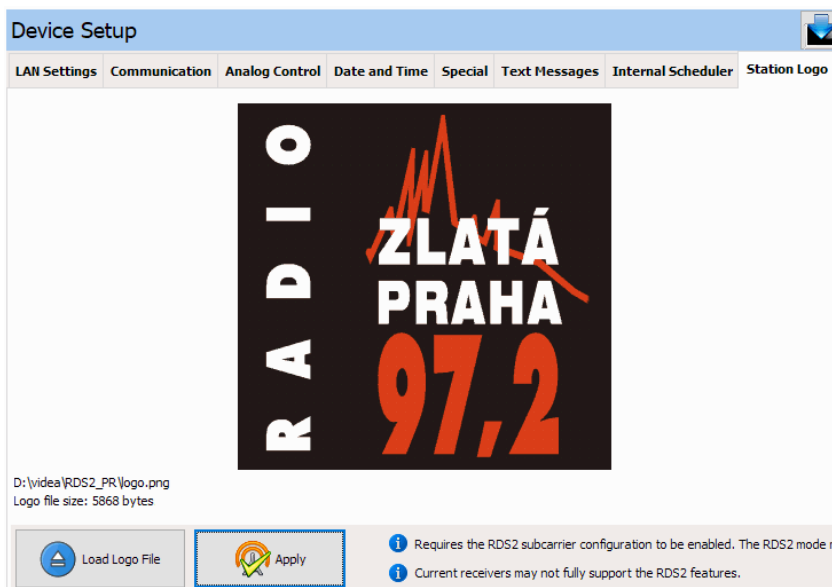 Device Setup
LAN Settings Communication Analog Control Date and Time Special Text Messages Internal Scheduler Station Logo
RADIO
ZLATÁ
PRAHA
97,2
D:\videa\RDS2_PR\logo.png
Logo file size: 5868 bytes
Load Logo File
Apply
Requires the RDS2 subcarrier configuration to be enabled. The RDS2 mode
Current receivers may not fully support the RDS2 features.